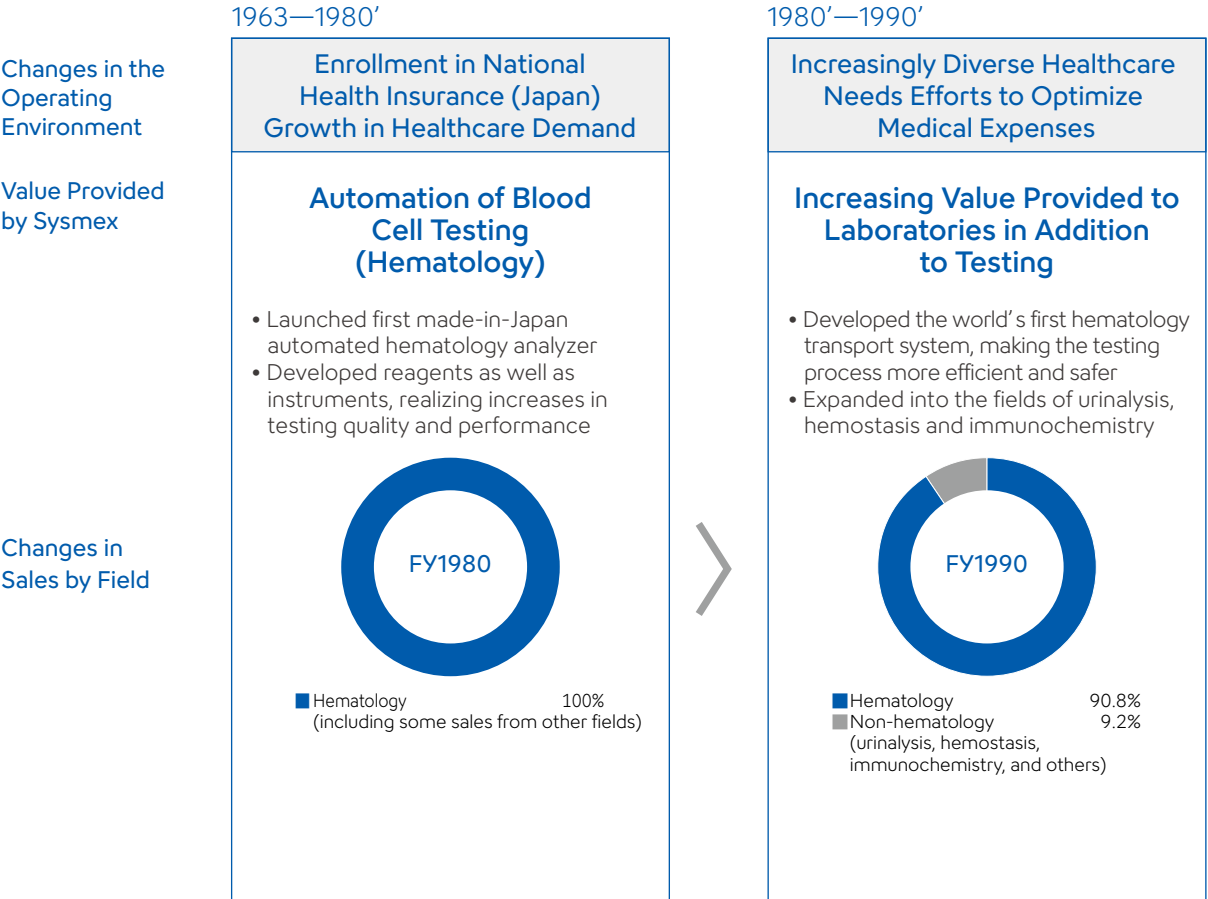 1963—1980’
1980’—1990’
Changes in the
Operating
Environment
Enrollment in National
Health Insurance (Japan)
Growth in Healthcare Demand
Increasingly Diverse Healthcare
Needs Efforts to Optimize
Medical Expenses
Value Provided
by Sysmex
Automation of Blood
Cell Testing
(Hematology)
• Launched first made-in-Japan
automated hematology analyzer
• Developed reagents as well as
instruments, realizing increases in
testing quality and performance
Increasing Value Provided to
Laboratories in Addition
to Testing
• Developed the world’s first hematology
transport system, making the testing
process more efficient and safer
• Expanded into the fields of urinalysis,
hemostasis and immunochemistry
Changes in
Sales by Field
FY1980
Hematology 100%
(including some sales from other fields)
FY1990
Hematology 90.8%
Non-hematology 9.2%
(urinalysis, hemostasis,
immunochemistry, and others)